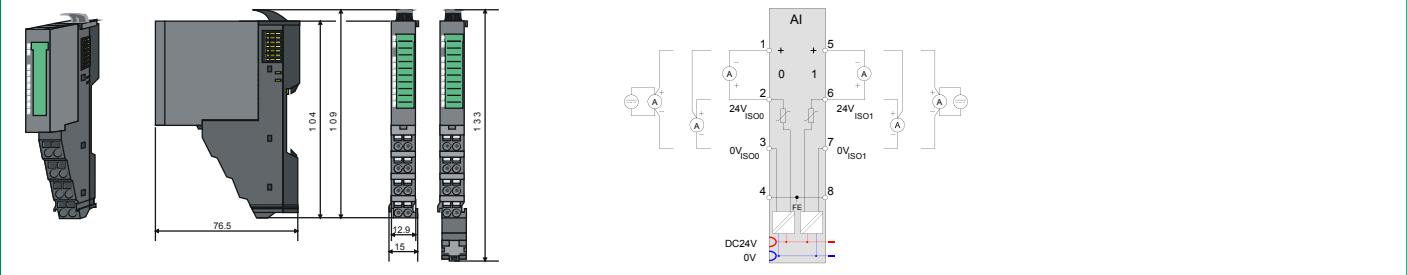 104
109
133
76.5
12.9
15
AI
1 5
+ +
A A
0 1
A A
2 6
24V ISO0 24V ISO1
A A
3 7
0V ISO0 0V ISO1
4 8
FE
DC24V
0V